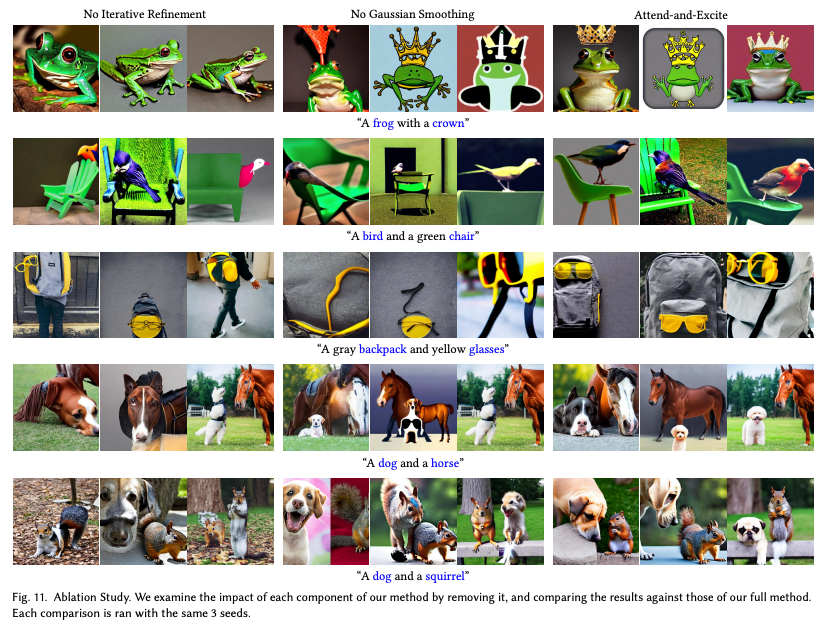 No Iterative Refinement
No Gaussian Smoothing
Attend-and-Excite
“A frog with a crown”
“A bird and a green chair”
“A gray backpack and yellow glasses”
“A dog and a horse”
“A dog and a squirrel”
Fig. 11. Ablation Study. We examine the impact of each component of our method by removing it, and comparing the results against those of our full method.
Each comparison is ran with the same 3 seeds.